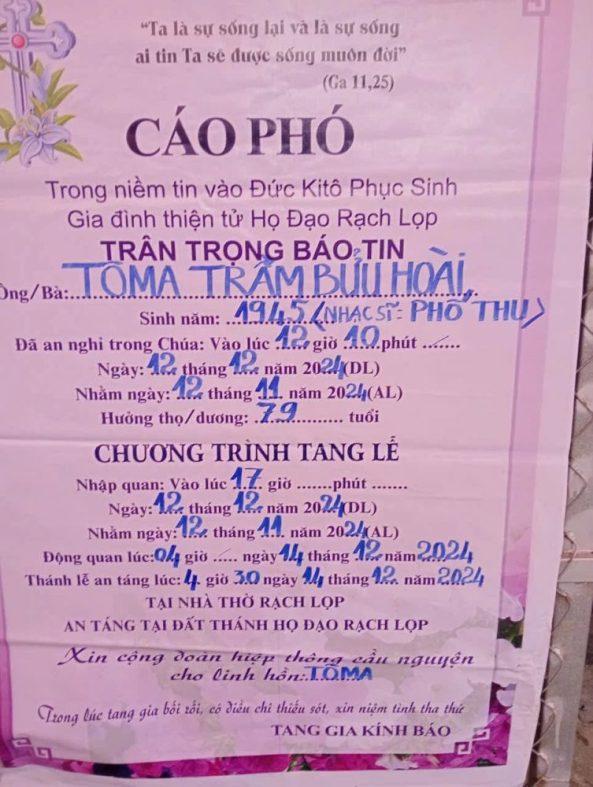 “Ta là sự sống lại và là sự sống
ai tin Ta sẽ được sống muôn đời”
(Ga 11,25)
CÁO PHÓ
Trong niềm tin vào Đức Kitô Phục Sinh
Gia đình thiện tử Họ Đạo Rạch Lọp
TRÂN TRỌNG BÁO TIN
Ông/Bà: TÔMA TRẦM BỬU HOÀI,
Sinh năm: 1945 (NHẠC SĨ= PHỐ THU)
Đã an nghỉ trong Chúa: Vào lúc 12 giờ 10 phút .......
Ngày: 12 tháng 12 năm 2024(DL)
Nhằm ngày: 12 tháng 11 năm 2024(AL)
Hưởng thọ/dương: 79 tuổi
CHƯƠNG TRÌNH TANG LỄ
Nhập quan: Vào lúc 17 giờ .......phút .......
Ngày: 12 tháng 12 năm 2024(DL)
Nhằm ngày: 12 tháng 11 năm 2024(AL)
Động quan lúc: 04 giờ ..... ngày 14 tháng 12 năm 2024
Thánh lễ an táng lúc: 4 giờ 30 ngày 14 tháng 12 năm 2024
TẠI NHÀ THỜ RẠCH LỌP
AN TÁNG TẠI ĐẤT THÁNH HỌ ĐẠO RẠCH LỌP
Xin cộng đoàn hiệp thông cầu nguyện
cho linh hồn: TÔMA
Trong lúc tang gia bối rối, có điều chi thiếu sót, xin niệm tình tha thứ
TANG GIA KÍNH BÁO